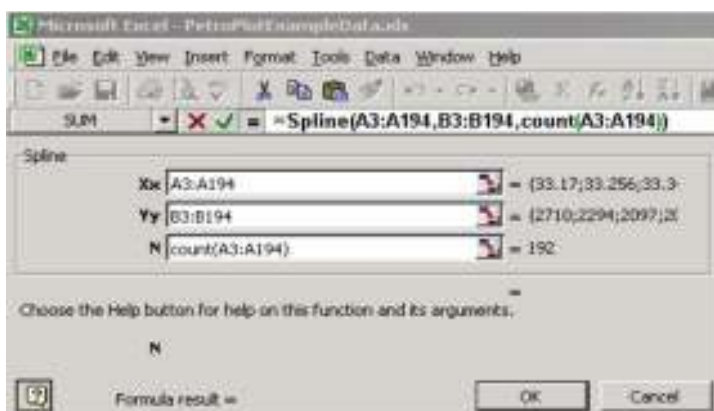 Microsoft Excel - PetroPlotExampleData.xls
File Edit View Insert Format Tools Data Window Help
SUM = =Spline(A3:A194,B3:B194,count(A3:A194))
Spline
Xx A3:A194 = {33.17;33.256;33.3
Yy B3:B194 = {2710;2294;2097;20
N count(A3:A194) = 192
=
Choose the Help button for help on this function and its arguments.
N
Formula result = OK Cancel